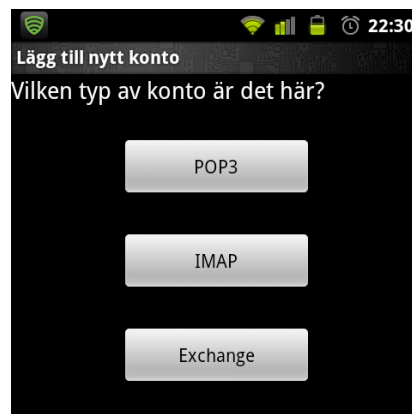 22:30
Lägg till nytt konto
Vilken typ av konto är det här?
POP3
IMAP
Exchange